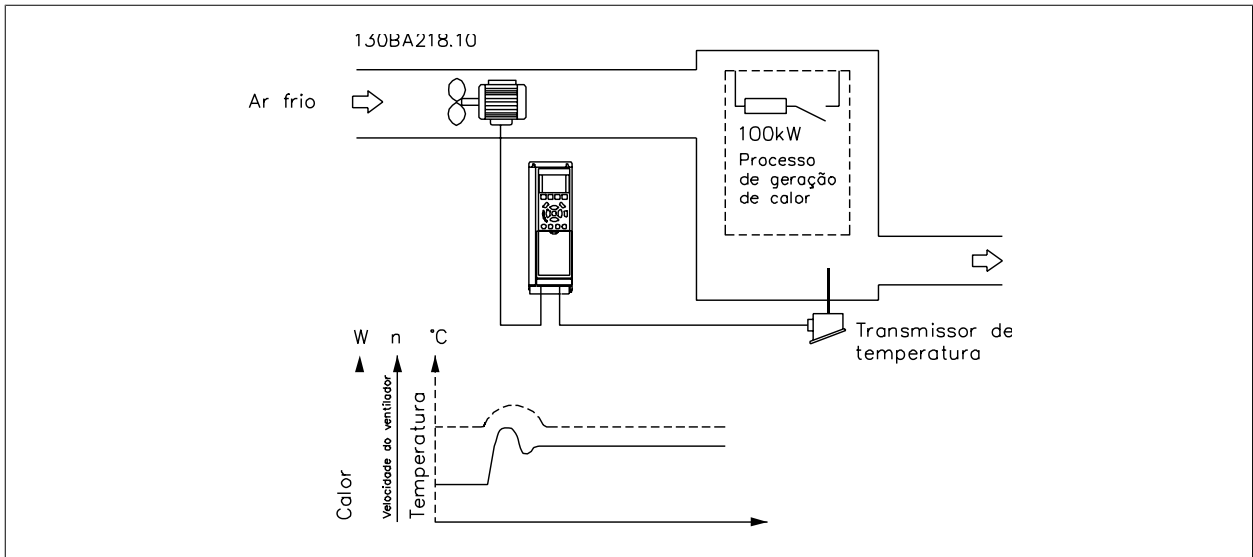 130BA218.10
Ar frio
100kW
Processo
de geração
de calor
Transmissor de
temperatura
W n °C
Calor
Velocidade do ventilador
Temperatura